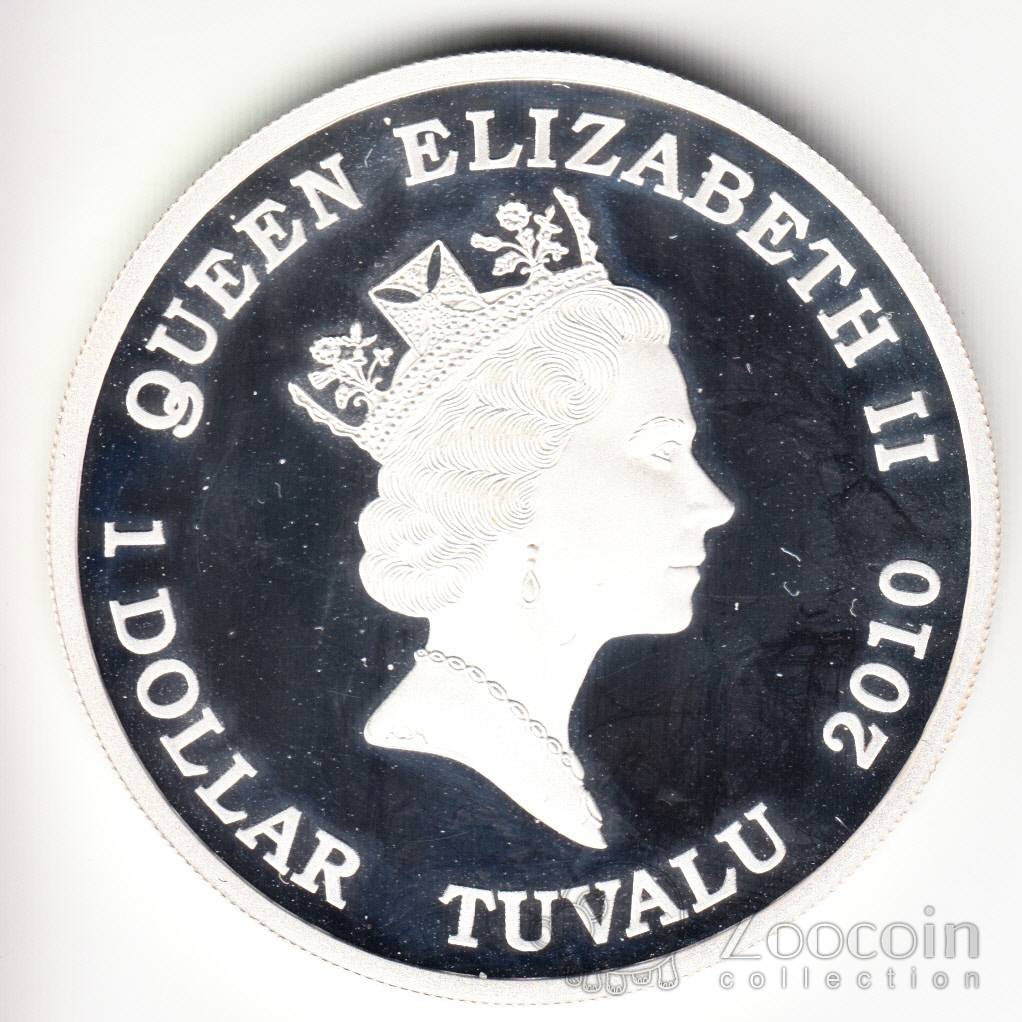 QUEEN ELIZABETH II
2010
TUVALU
1 DOLLAR
Zoocoin
collection